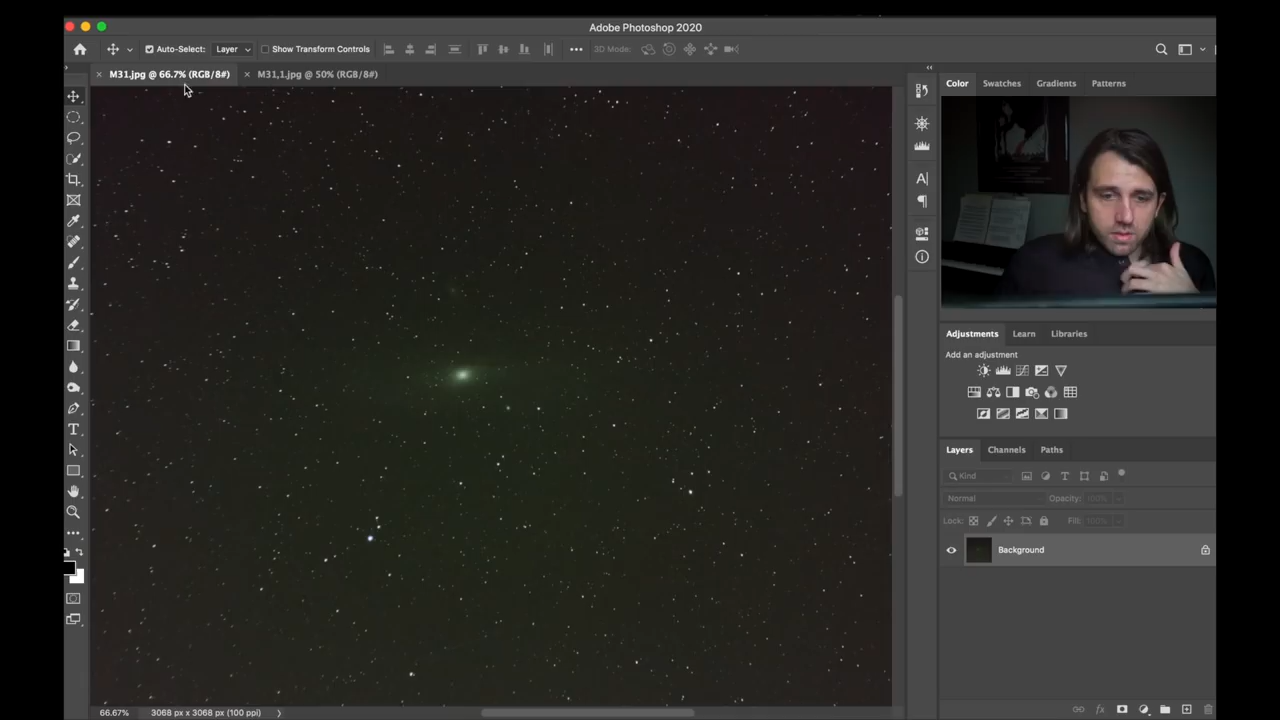 Adobe Photoshop 2020
Auto-Select: Layer Show Transform Controls 3D Mode:
M31.jpg @ 66.7% (RGB/8#) M31,1.jpg @ 50% (RGB/8#)
Color Swatches Gradients Patterns
Adjustments Learn Libraries
Add an adjustment
Layers Channels Paths
Kind
Normal Opacity: 100%
Lock: Fill: 100%
Background
66.67% 3068 px x 3068 px (100 ppi)